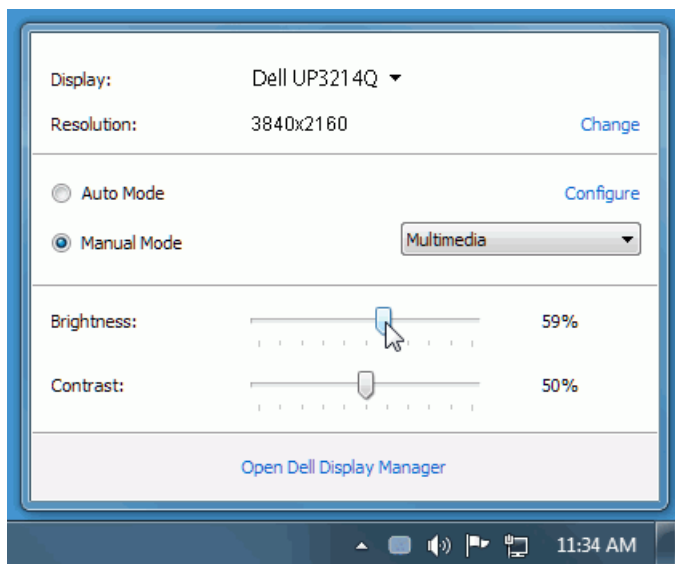 Display: Dell UP3214Q
Resolution: 3840x2160 Change
Auto Mode Configure
Manual Mode Multimedia
Brightness: 59%
Contrast: 50%
Open Dell Display Manager
11:34 AM